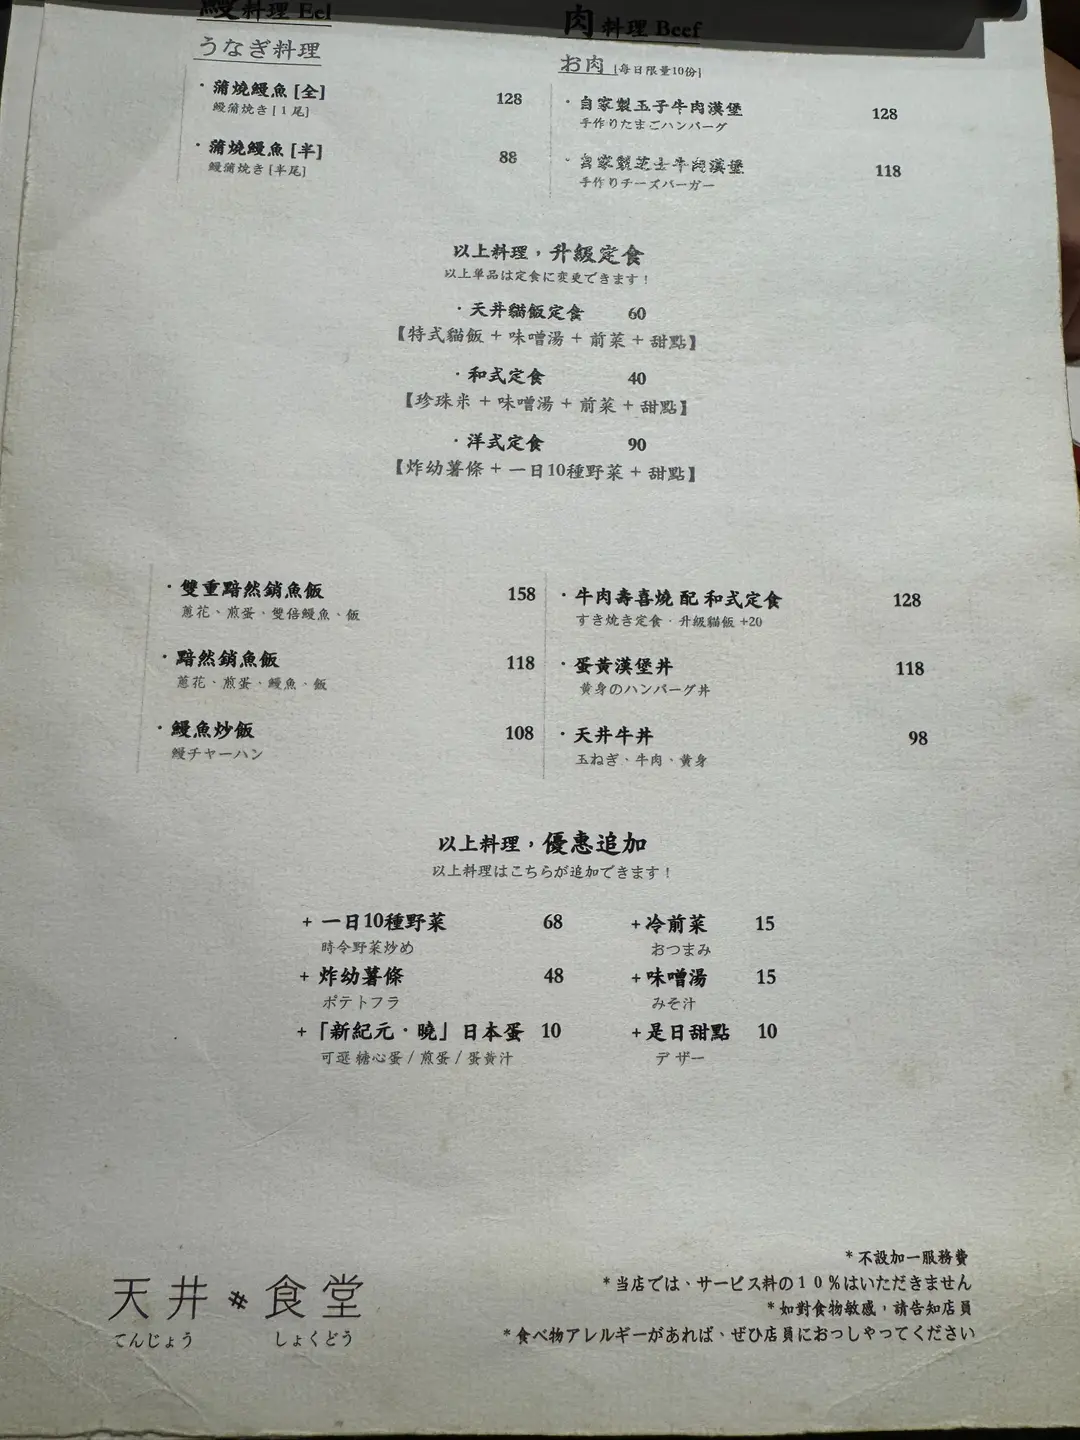 鰻料理 Eel
うなぎ料理
・蒲燒鰻魚 [全] 128
鰻蒲焼き [1 尾]
・蒲燒鰻魚 [半] 88
鰻蒲焼き [半尾]
肉 料理 Beef
お肉 [每日限量10份]
・自家製玉子牛肉漢堡 128
手作りたまごハンバーグ
・自家製芝士牛肉漢堡 118
手作りチーズバーガー
以上料理，升級定食
以上単品は定食に変更できます！
・天井貓飯定食 60
【特式貓飯 + 味噌湯 + 前菜 + 甜點】
・和式定食 40
【珍珠米 + 味噌湯 + 前菜 + 甜點】
・洋式定食 90
【炸幼薯條 + 一日10種野菜 + 甜點】
・雙重黯然銷魚飯 158
蔥花、煎蛋、雙倍鰻魚、飯
・黯然銷魚飯 118
蔥花、煎蛋、鰻魚、飯
・鰻魚炒飯 108
鰻チャーハン
・牛肉壽喜燒 配 和式定食 128
すき焼き定食・升級貓飯 +20
・蛋黃漢堡丼 118
黄身のハンバーグ丼
・天井牛丼 98
玉ねぎ、牛肉、黄身
以上料理，優惠追加
以上料理はこちらが追加できます！
+ 一日10種野菜 68
時令野菜炒め
+ 炸幼薯條 48
ポテトフラ
+「新紀元・曉」日本蛋 10
可選 糖心蛋 / 煎蛋 / 蛋黃汁
+ 冷前菜 15
おつまみ
+ 味噌湯 15
みそ汁
+ 是日甜點 10
デザー
天井 食堂
てんじょう しょくどう
* 不設加一服務費
* 当店では、サービス料の１０％はいただきません
* 如對食物敏感，請告知店員
* 食べ物アレルギーがあれば、ぜひ店員におっしゃってください